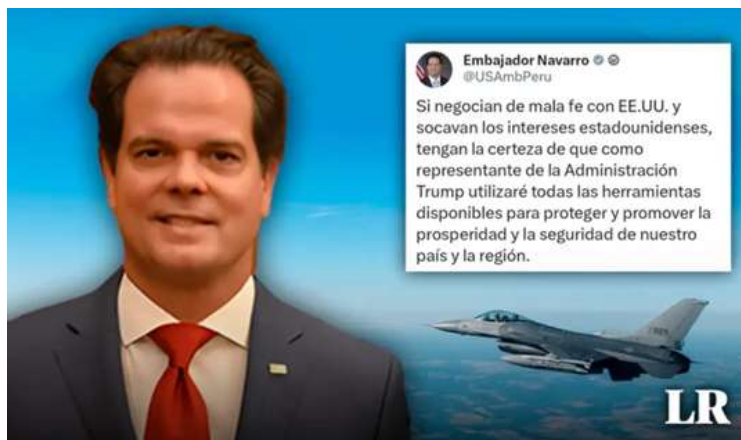 Embajador Navarro
@USAmbPeru
Si negocian de mala fe con EE.UU. y
socavan los intereses estadounidenses,
tengan la certeza de que como
representante de la Administración
Trump utilizaré todas las herramientas
disponibles para proteger y promover la
prosperidad y la seguridad de nuestro
país y la región.
LR